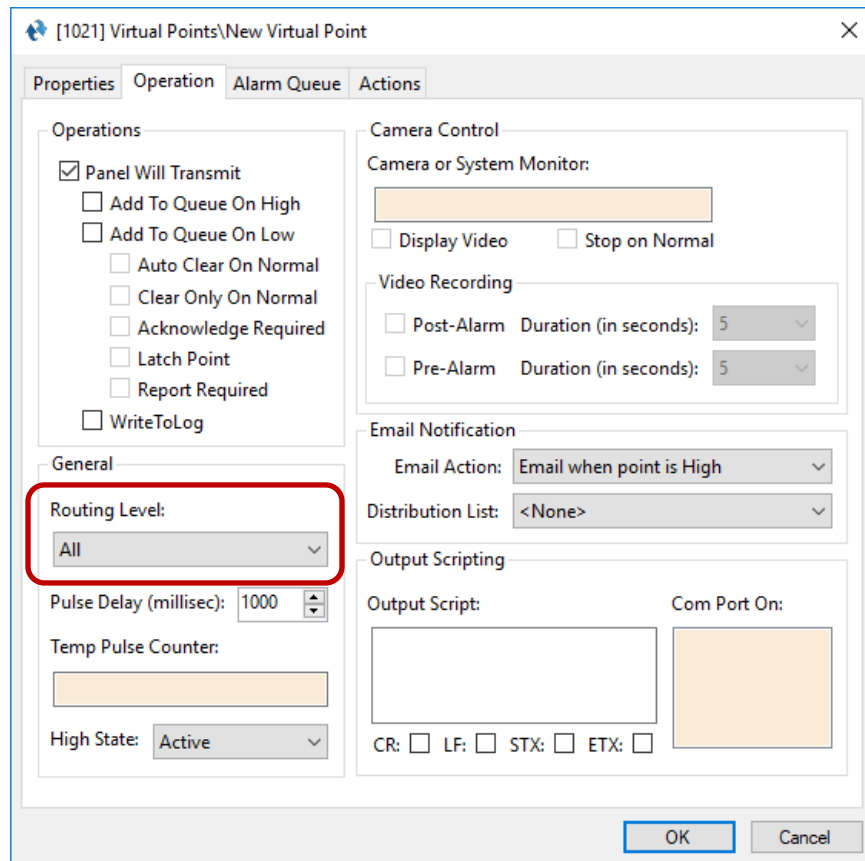 [1021] Virtual Points\New Virtual Point
Properties Operation Alarm Queue Actions
Operations
Panel Will Transmit
Add To Queue On High
Add To Queue On Low
Auto Clear On Normal
Clear Only On Normal
Acknowledge Required
Latch Point
Report Required
WriteToLog
General
Routing Level:
All
Pulse Delay (millisec): 1000
Temp Pulse Counter:
High State: Active
Camera Control
Camera or System Monitor:
Display Video Stop on Normal
Video Recording
Post-Alarm Duration (in seconds): 5
Pre-Alarm Duration (in seconds): 5
Email Notification
Email Action: Email when point is High
Distribution List: <None>
Output Scripting
Output Script: Com Port On:
CR: LF: STX: ETX:
OK Cancel